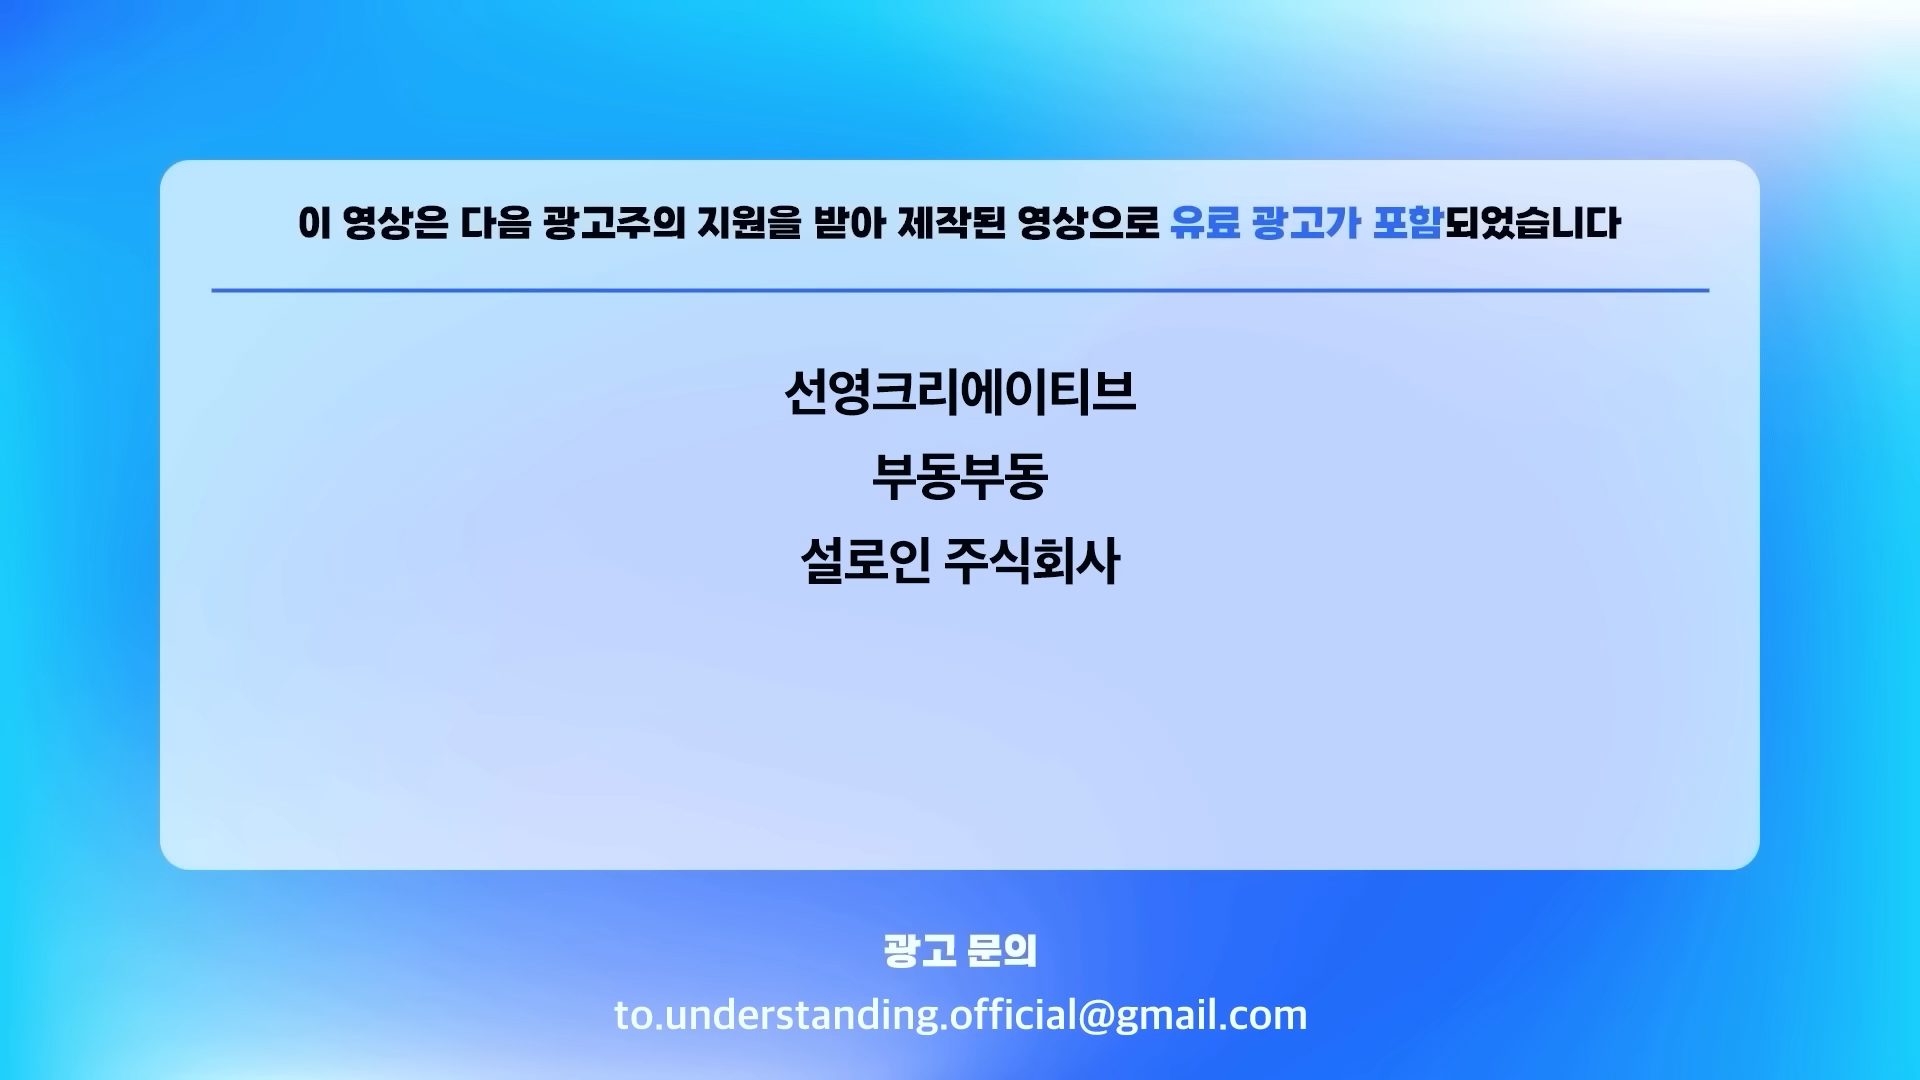 이 영상은 다음 광고주의 지원을 받아 제작된 영상으로 유료 광고가 포함되었습니다
선영크리에이티브
부동부동
설로인 주식회사
광고 문의
to.understanding.official@gmail.com